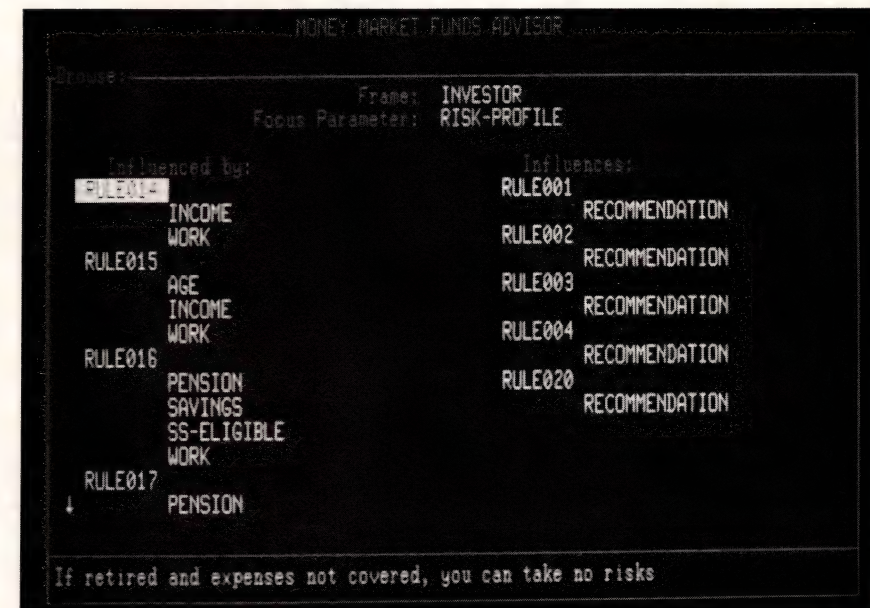 MONEY MARKET FUNDS ADVISOR
Browse:
Frame: INVESTOR
Focus Parameter: RISK-PROFILE
Influenced by:
RULE014
INCOME
WORK
RULE015
AGE
INCOME
WORK
RULE016
PENSION
SAVINGS
SS-ELIGIBLE
WORK
RULE017
↓ PENSION
Influences:
RULE001
RECOMMENDATION
RULE002
RECOMMENDATION
RULE003
RECOMMENDATION
RULE004
RECOMMENDATION
RULE020
RECOMMENDATION
If retired and expenses not covered, you can take no risks